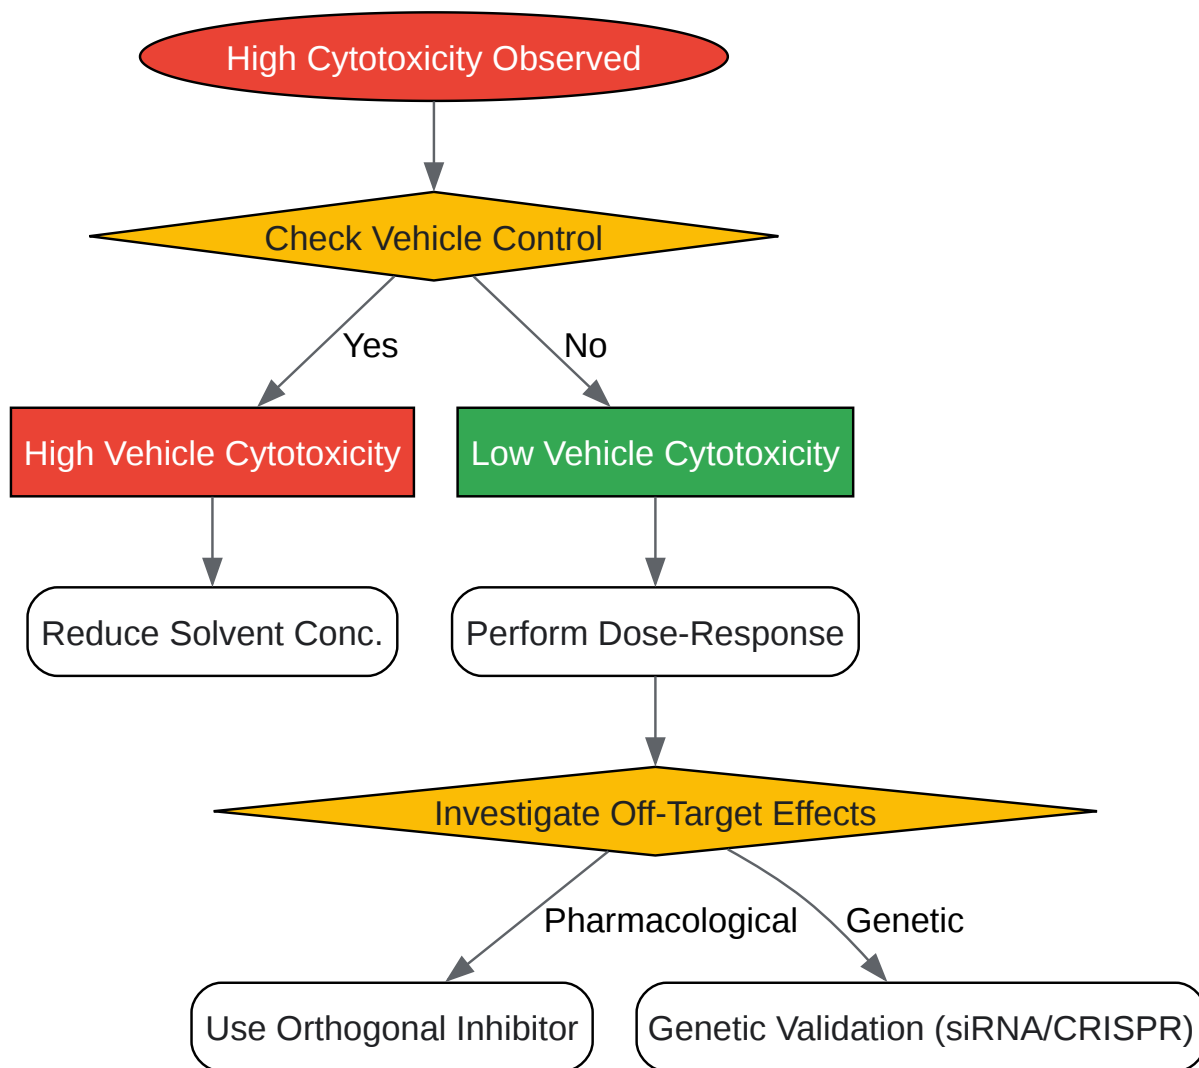 High Cytotoxicity Observed
Check Vehicle Control
Yes
No
High Vehicle Cytotoxicity
Low Vehicle Cytotoxicity
Reduce Solvent Conc.
Perform Dose-Response
Investigate Off-Target Effects
Pharmacological
Genetic
Use Orthogonal Inhibitor
Genetic Validation (siRNA/CRISPR)